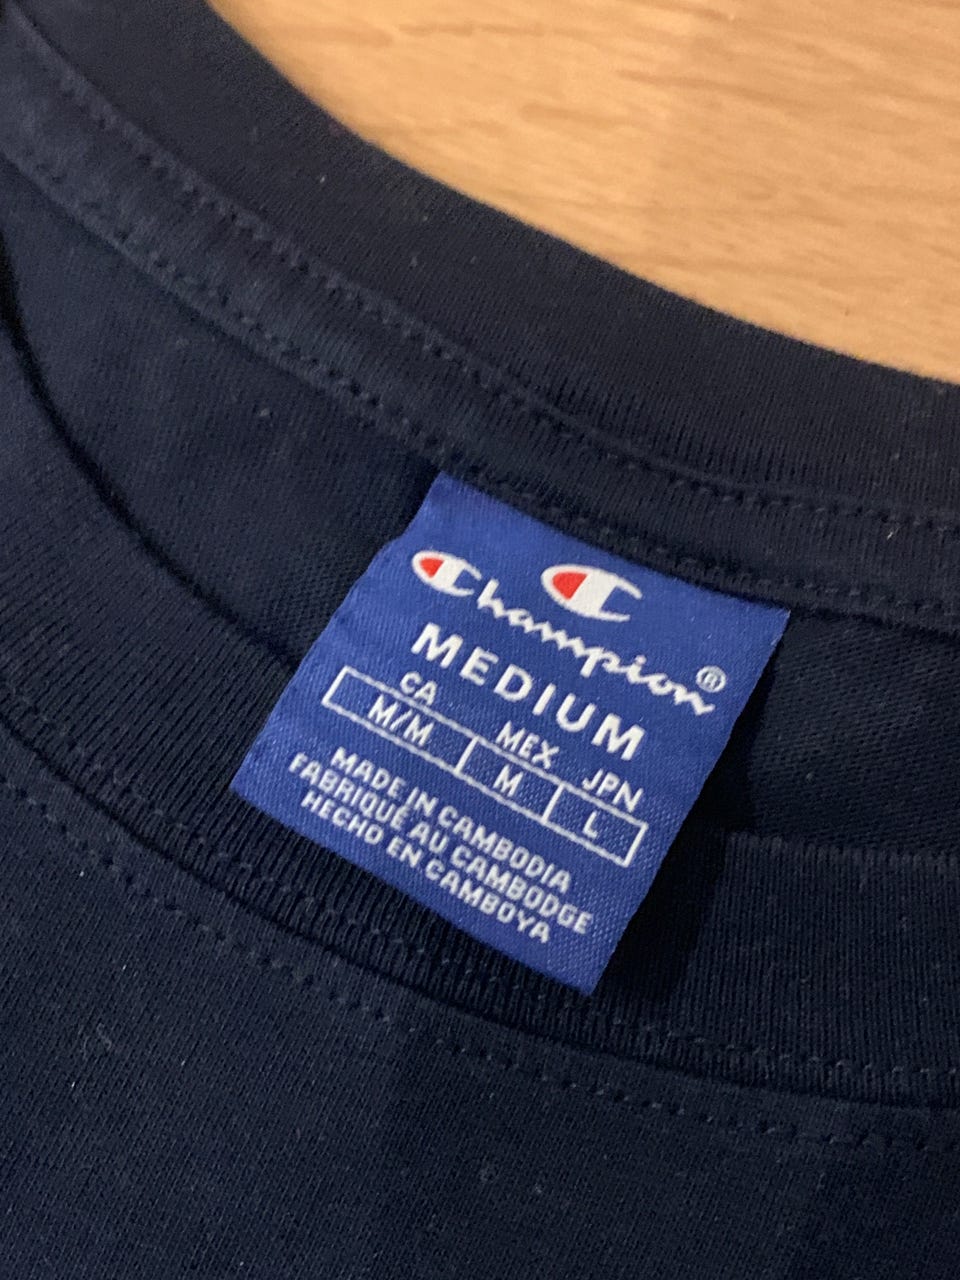 Champion®
MEDIUM
CA MEX JPN
M/M M L
MADE IN CAMBODIA
FABRIQUÉ AU CAMBODGE
HECHO EN CAMBOYA